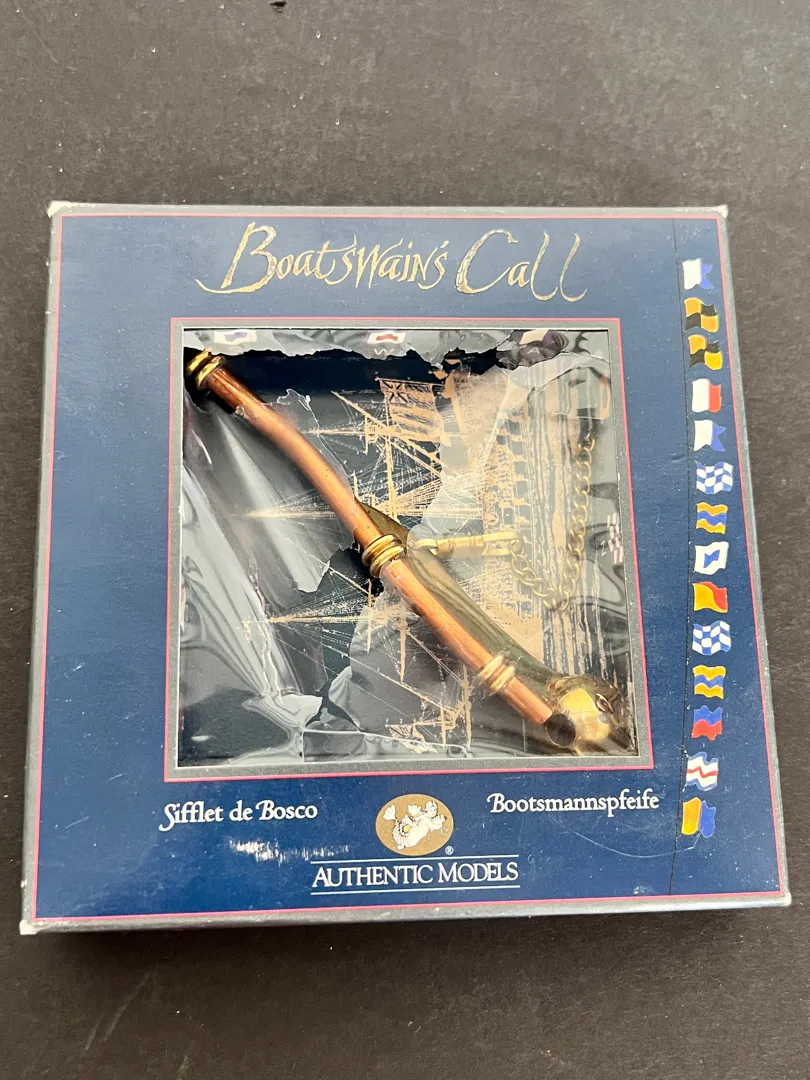 Boatswain's Call
Sifflet de Bosco
Bootsmannspfeife
®
AUTHENTIC MODELS